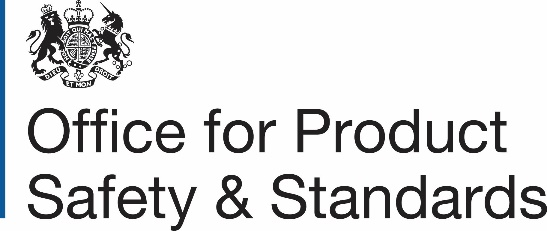 DIEU ET MON DROIT
Office for Product
Safety & Standards